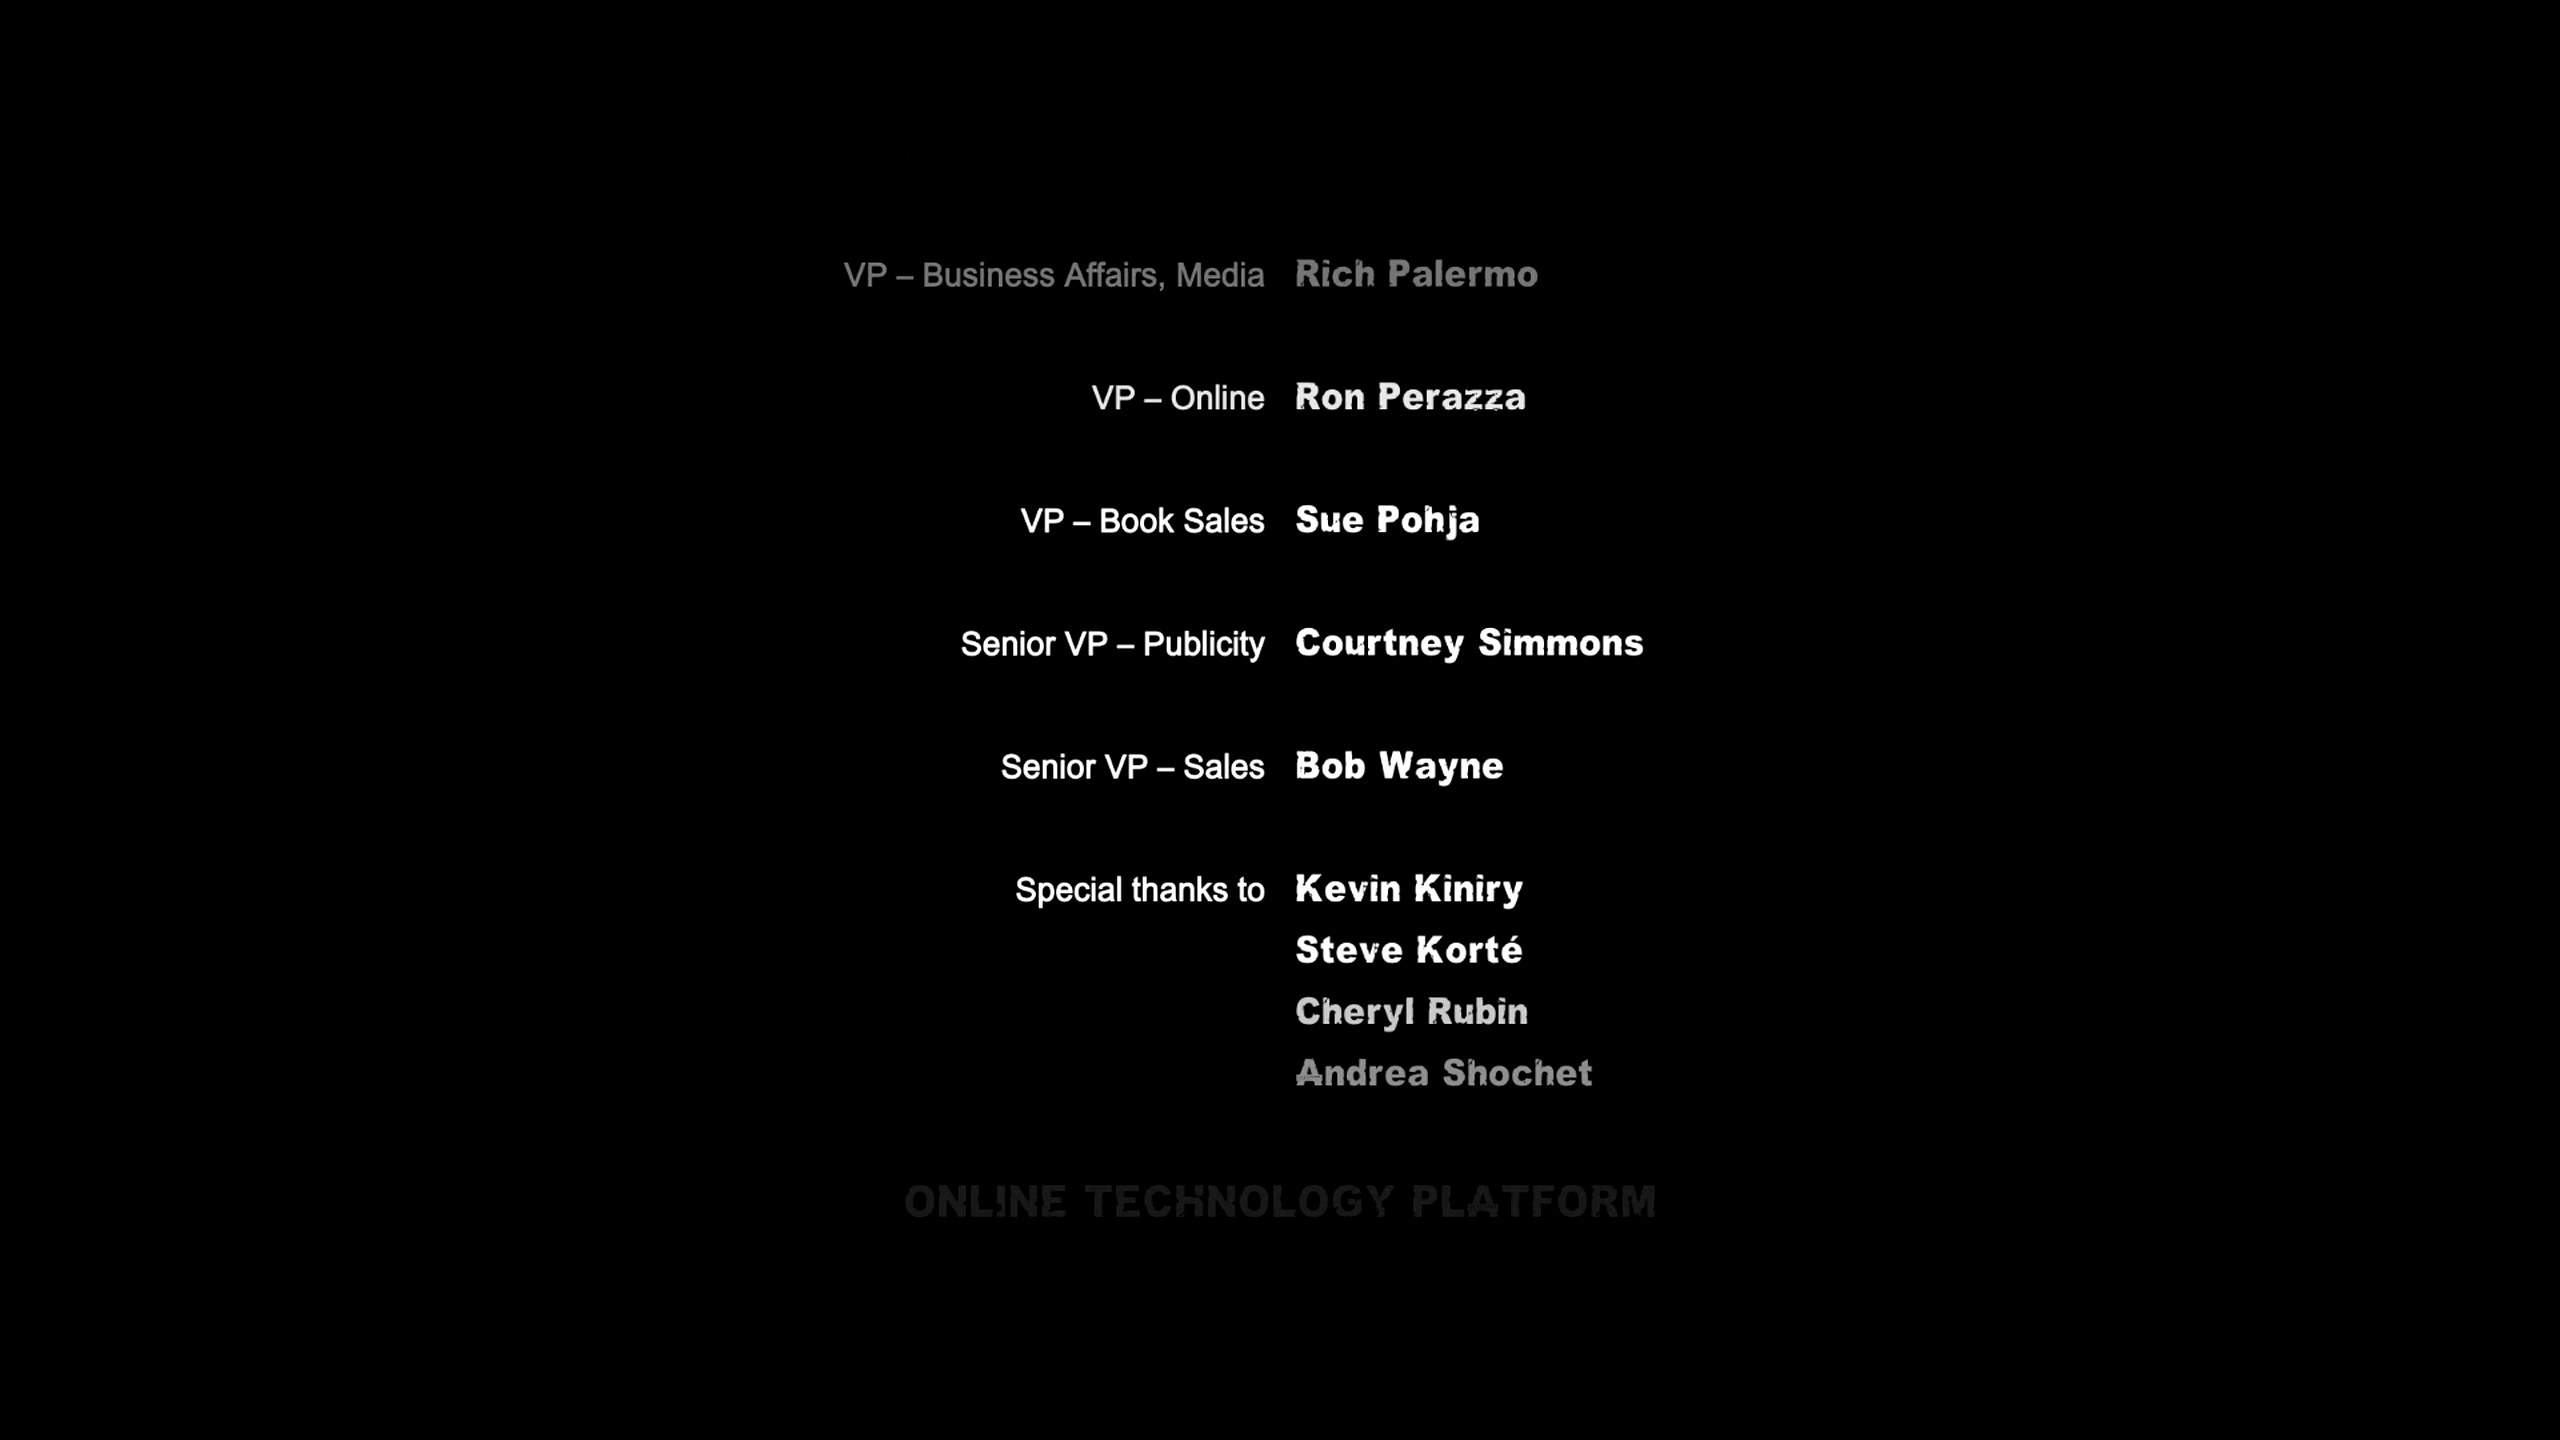 VP – Business Affairs, Media Rich Palermo
VP – Online Ron Perazza
VP – Book Sales Sue Pohja
Senior VP – Publicity Courtney Simmons
Senior VP – Sales Bob Wayne
Special thanks to Kevin Kiniry
Steve Korté
Cheryl Rubin
Andrea Shochet
ONLINE TECHNOLOGY PLATFORM